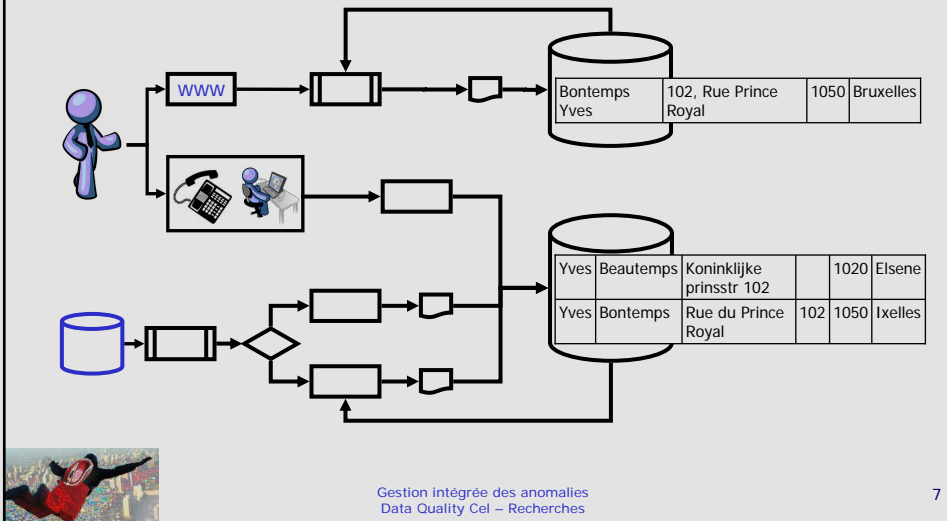 WWW
Bontemps 102, Rue Prince 1050 Bruxelles
Yves Royal
Yves Beautemps Koninklijke 1020 Elsene
prinsstr 102
Yves Bontemps Rue du Prince 102 1050 Ixelles
Royal
Gestion intégrée des anomalies
Data Quality Cel – Recherches
7